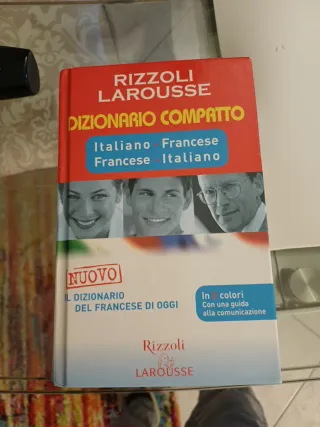 RIZZOLI
LAROUSSE
DIZIONARIO COMPATTO
Italiano - Francese
Francese - Italiano
NUOVO
IL DIZIONARIO
DEL FRANCESE DI OGGI
In 2 colori
Con una guida
alla comunicazione
Rizzoli
LAROUSSE